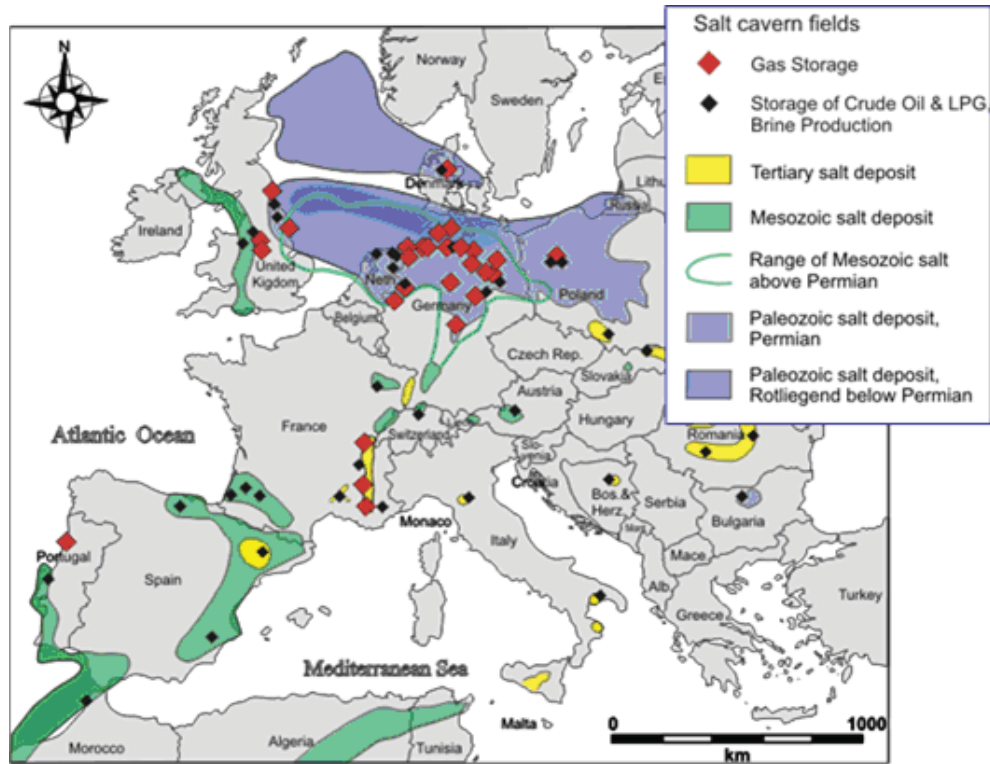 Salt cavern fields
Gas Storage
Storage of Crude Oil & LPG,
Brine Production
Tertiary salt deposit
Mesozoic salt deposit
Range of Mesozoic salt
above Permian
Paleozoic salt deposit,
Permian
Paleozoic salt deposit,
Rotliegend below Permian
N
Norway
Sweden
Denmark
Lithu
Russia
Ireland
United
Kingdom
Neth.
Belgium
Germany
Poland
Czech Rep.
Slovakia
Austria
Hungary
France
Switzerland
Slo-
venia
Croatia
Romania
Atlantic Ocean
Bos.&
Herz.
Serbia
Bulgaria
Monaco
Italy
Mace.
Alb.
Greece
Turkey
Portugal
Spain
Mediterranean Sea
Malta
Morocco
Algeria
Tunisia
0
1000
km